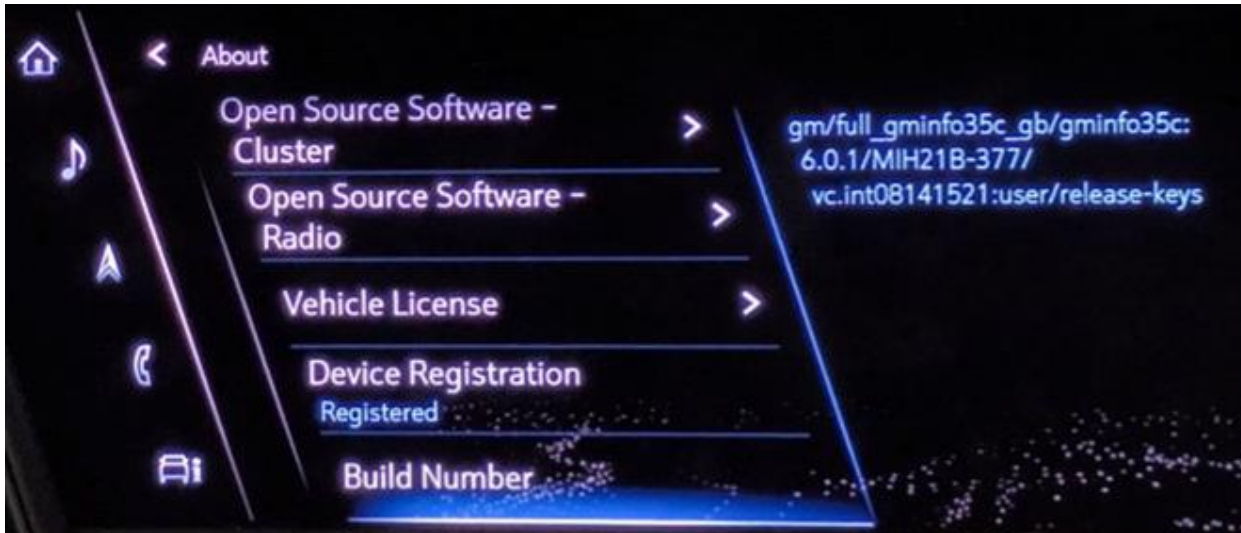 About
Open Source Software –
Cluster
Open Source Software –
Radio
Vehicle License
Device Registration
Registered
Build Number
gm/full_gminfo35c_gb/gminfo35c:
6.0.1/MIH21B-377/
vc.int08141521:user/release-keys